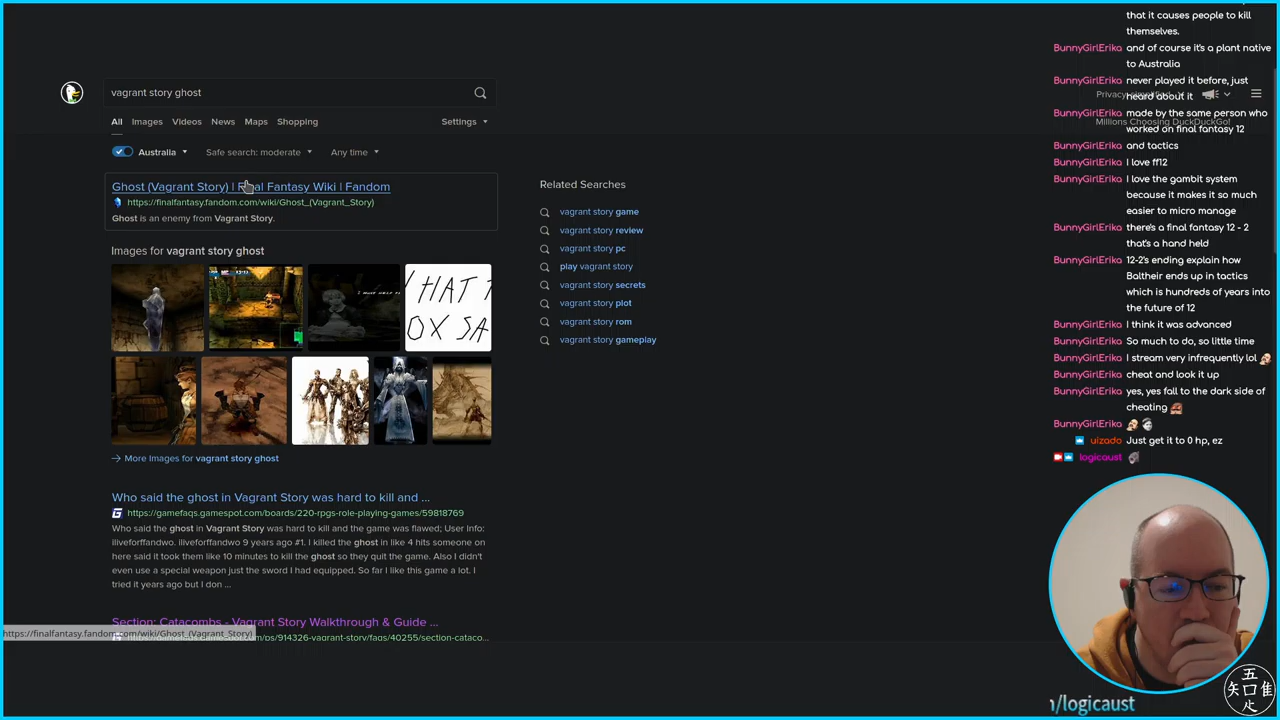 vagrant story ghost
All
Images
Videos
News
Maps
Shopping
Settings
Australia
Safe search: moderate
Any time
Ghost (Vagrant Story) | Final Fantasy Wiki | Fandom
https://finalfantasy.fandom.com/wiki/Ghost_(Vagrant_Story)
Ghost is an enemy from Vagrant Story.
Images for vagrant story ghost
More Images for vagrant story ghost
Who said the ghost in Vagrant Story was hard to kill and ...
https://gamefaqs.gamespot.com/boards/220-rpgs-role-playing-games/59818769
Who said the ghost in Vagrant Story was hard to kill and the game was flawed; User Info:
iliveforffandwo. iliveforffandwo 9 years ago #1. I killed the ghost in like 4 hits someone on
here said it took them like 10 minutes to kill the ghost so they quit the game. Also I didn't
even use a special weapon just the sword I had equipped. So far I like this game a lot. I
tried it years ago but I don ...
Section: Catacombs - Vagrant Story Walkthrough & Guide ...
https://finalfantasy.fandom.com/wiki/Ghost_(Vagrant_Story)
Related Searches
vagrant story game
vagrant story review
vagrant story pc
play vagrant story
vagrant story secrets
vagrant story plot
vagrant story rom
vagrant story gameplay
Millions Choosing DuckDuckGo!
that it causes people to kill
themselves.
BunnyGirlErika and of course it's a plant native
to Australia
BunnyGirlErika never played it before, just
heard about it
BunnyGirlErika made by the same person who
worked on final fantasy 12
BunnyGirlErika and tactics
BunnyGirlErika I love ff12
BunnyGirlErika I love the gambit system
because it makes it so much
easier to micro manage
BunnyGirlErika there's a final fantasy 12 - 2
that's a hand held
BunnyGirlErika 12-2's ending explain how
Baltheir ends up in tactics
which is hundreds of years into
the future of 12
BunnyGirlErika I think it was advanced
BunnyGirlErika So much to do, so little time
BunnyGirlErika I stream very infrequently lol
BunnyGirlErika cheat and look it up
BunnyGirlErika yes, yes fall to the dark side of
cheating
BunnyGirlErika
uizado Just get it to 0 hp, ez
logicaust
/logicaust
五
矢口隹